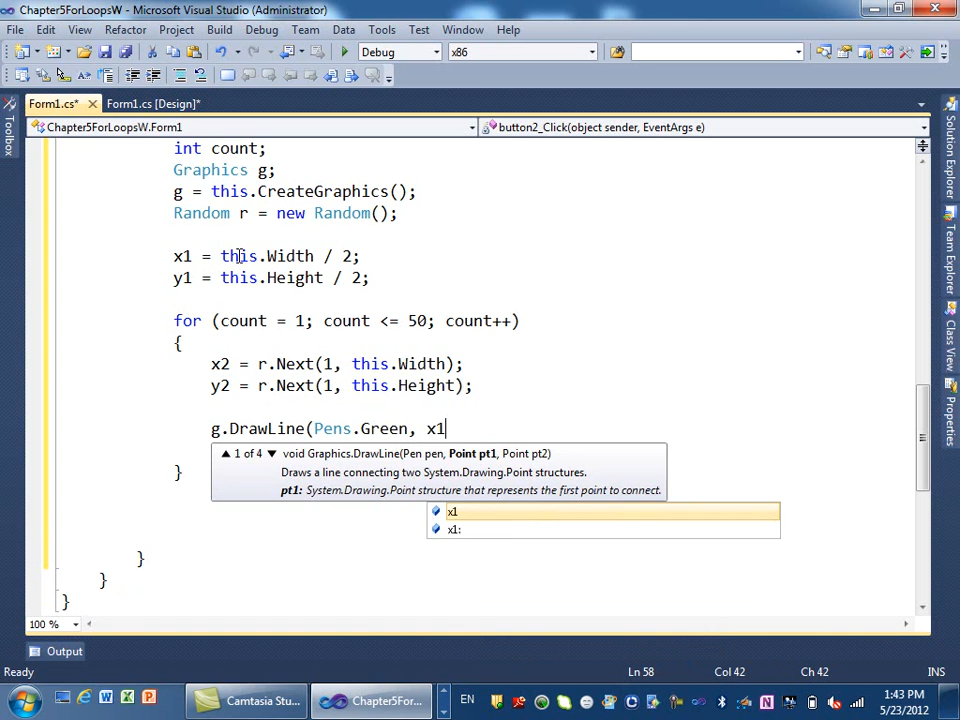 Chapter5ForLoopsW - Microsoft Visual Studio (Administrator)
File Edit View Refactor Project Build Debug Team Data Tools Test Window Help
Debug x86
Form1.cs* Form1.cs [Design]*
Chapter5ForLoopsW.Form1 button2_Click(object sender, EventArgs e)
Toolbox
Solution Explorer
Team Explorer
Class View
Properties
int count;
Graphics g;
g = this.CreateGraphics();
Random r = new Random();
x1 = this.Width / 2;
y1 = this.Height / 2;
for (count = 1; count <= 50; count++)
{
x2 = r.Next(1, this.Width);
y2 = r.Next(1, this.Height);
g.DrawLine(Pens.Green, x1
1 of 4 void Graphics.DrawLine(Pen pen, Point pt1, Point pt2)
Draws a line connecting two System.Drawing.Point structures.
pt1: System.Drawing.Point structure that represents the first point to connect.
}
x1
x1:
}
}
}
100 %
Output
Ready Ln 58 Col 42 Ch 42 INS
Camtasia Stu... Chapter5For... EN 1:43 PM
5/23/2012